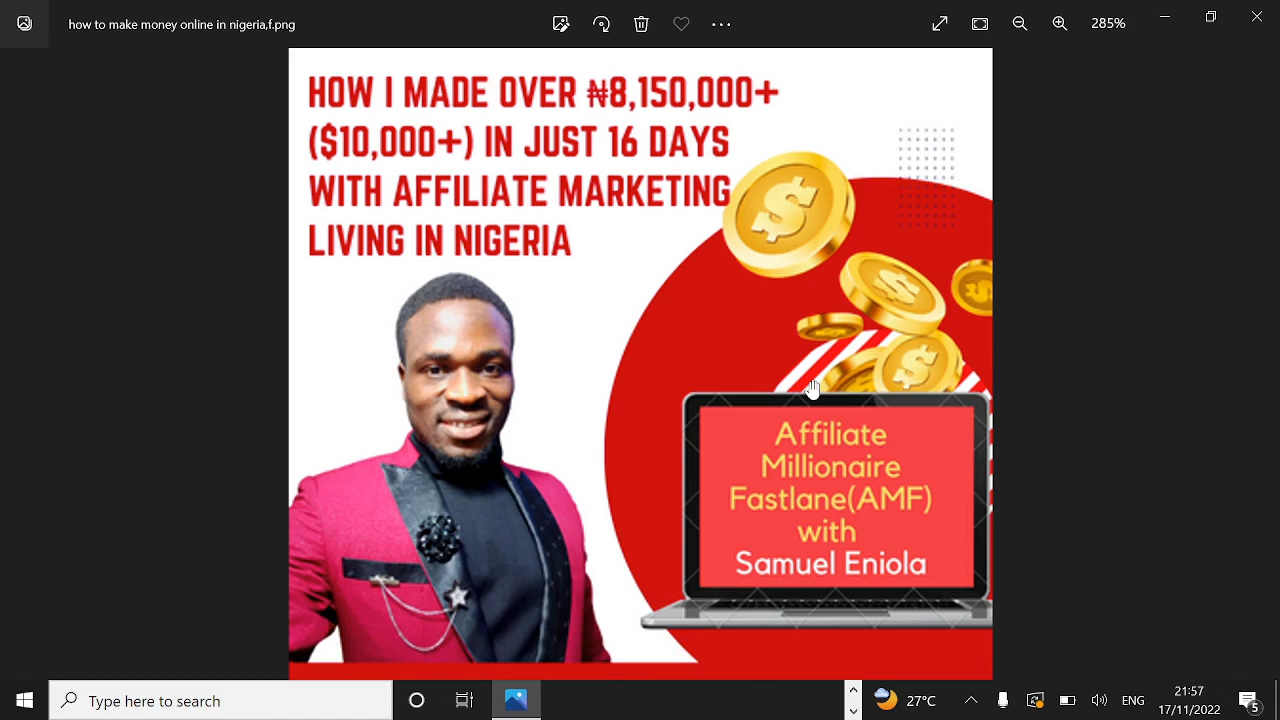 how to make money online in nigeria,f.png
285%
HOW I MADE OVER ₦8,150,000+
($10,000+) IN JUST 16 DAYS
WITH AFFILIATE MARKETING
LIVING IN NIGERIA
Affiliate
Millionaire
Fastlane(AMF)
with
Samuel Eniola
Type here to search
27°C
ENG
21:57
17/11/2022
3